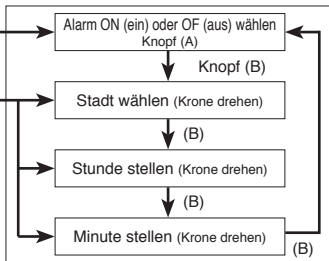 Alarm ON (ein) oder OF (aus) wählen
Knopf (A)
Knopf (B)
Stadt wählen (Krone drehen)
(B)
Stunde stellen (Krone drehen)
(B)
Minute stellen (Krone drehen)
(B)